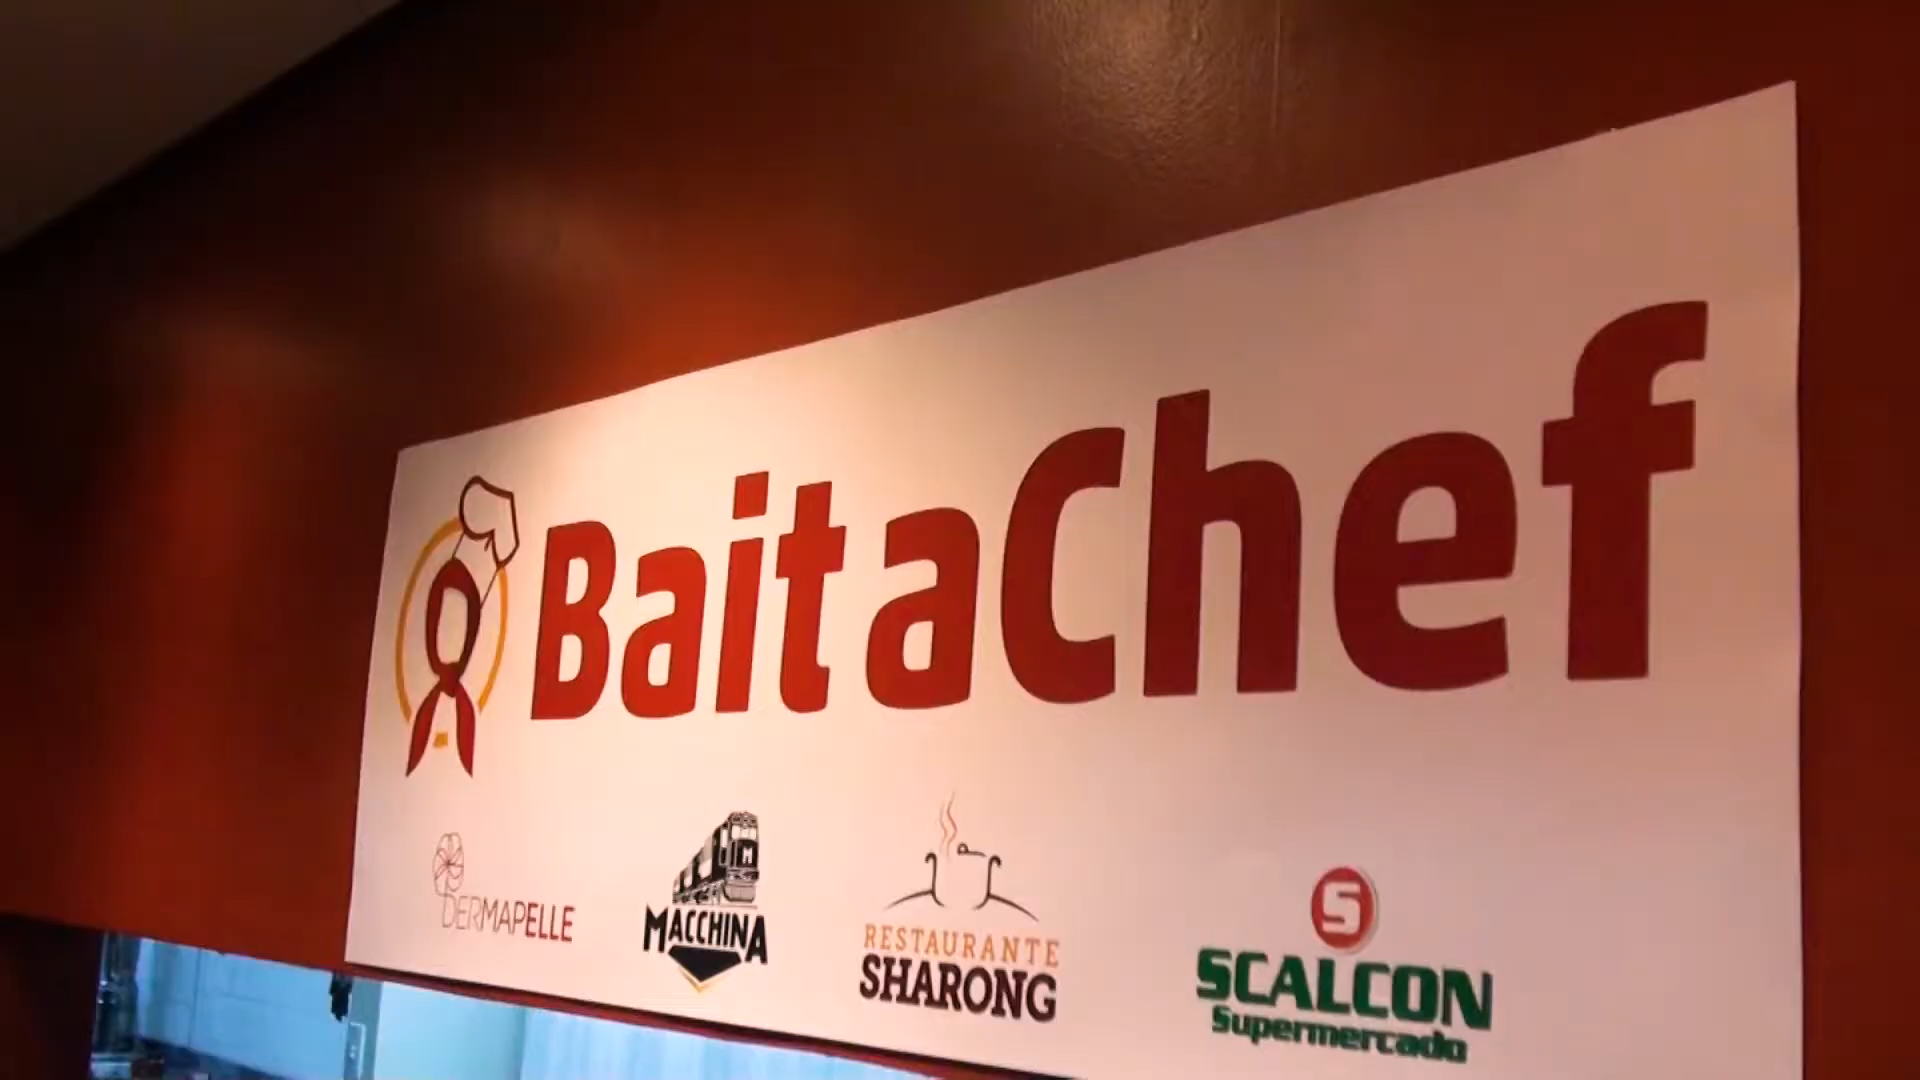 BaitaChef
DERMAPELLE
MACCHINA
RESTAURANTE
SHARONG
S
SCALCON
Supermercado